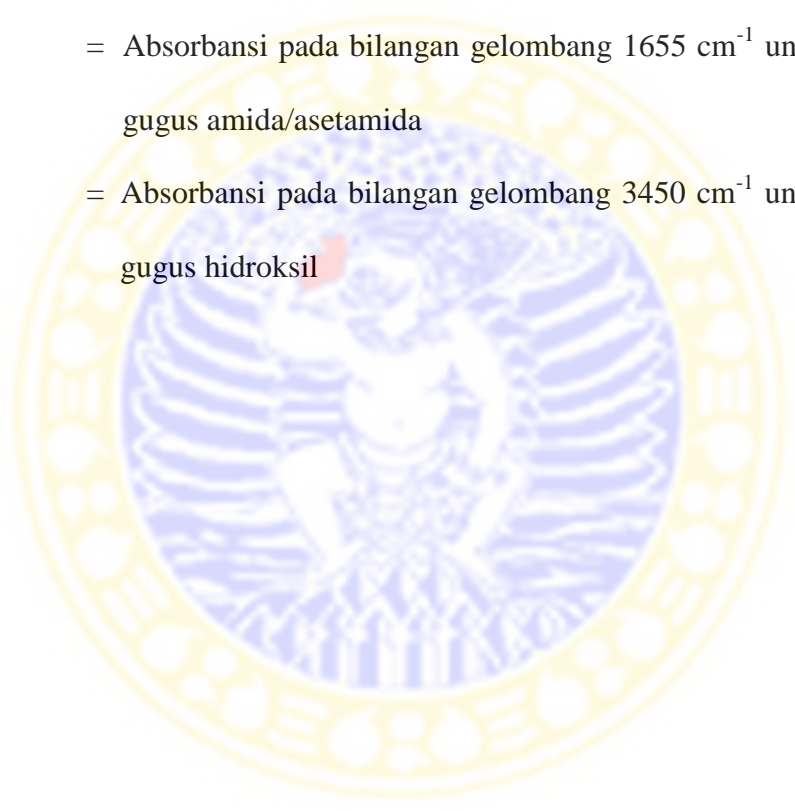 = Absorbansi pada bilangan gelombang 1655 cm⁻¹ un
gugus amida/asetamida
= Absorbansi pada bilangan gelombang 3450 cm⁻¹ un
gugus hidroksil